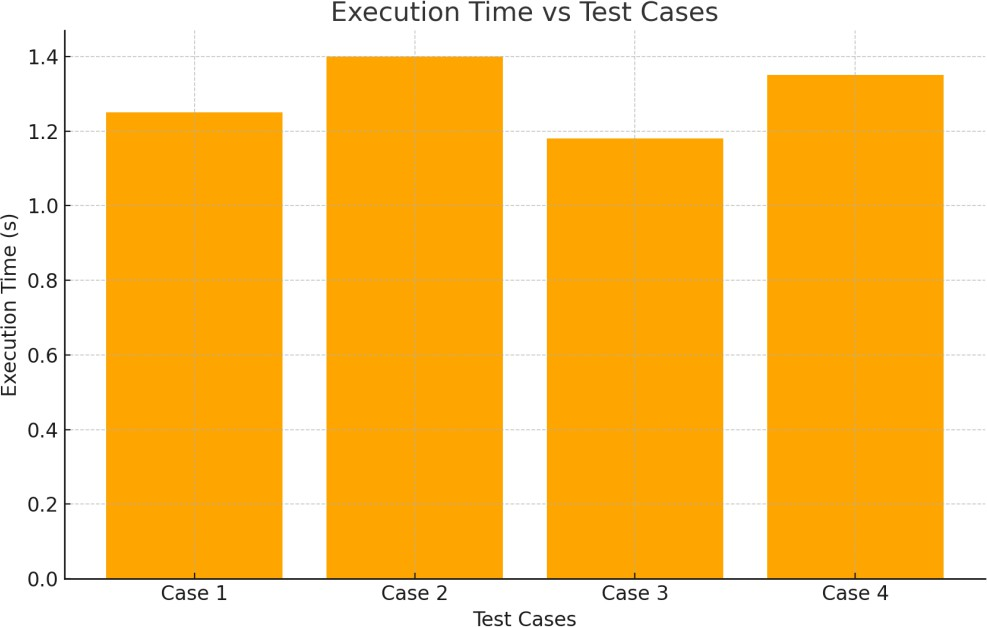 Execution Time vs Test Cases
Execution Time (s)
1.4
1.2
1.0
0.8
0.6
0.4
0.2
0.0
Case 1 Case 2 Case 3 Case 4
Test Cases